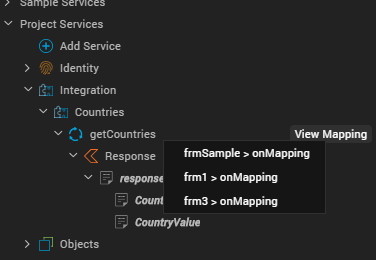 Sample Services
Project Services
Add Service
Identity
Integration
Countries
getCountries
View Mapping
Response
frmSample > onMapping
response
frm1 > onMapping
Count
frm3 > onMapping
CountryValue
Objects